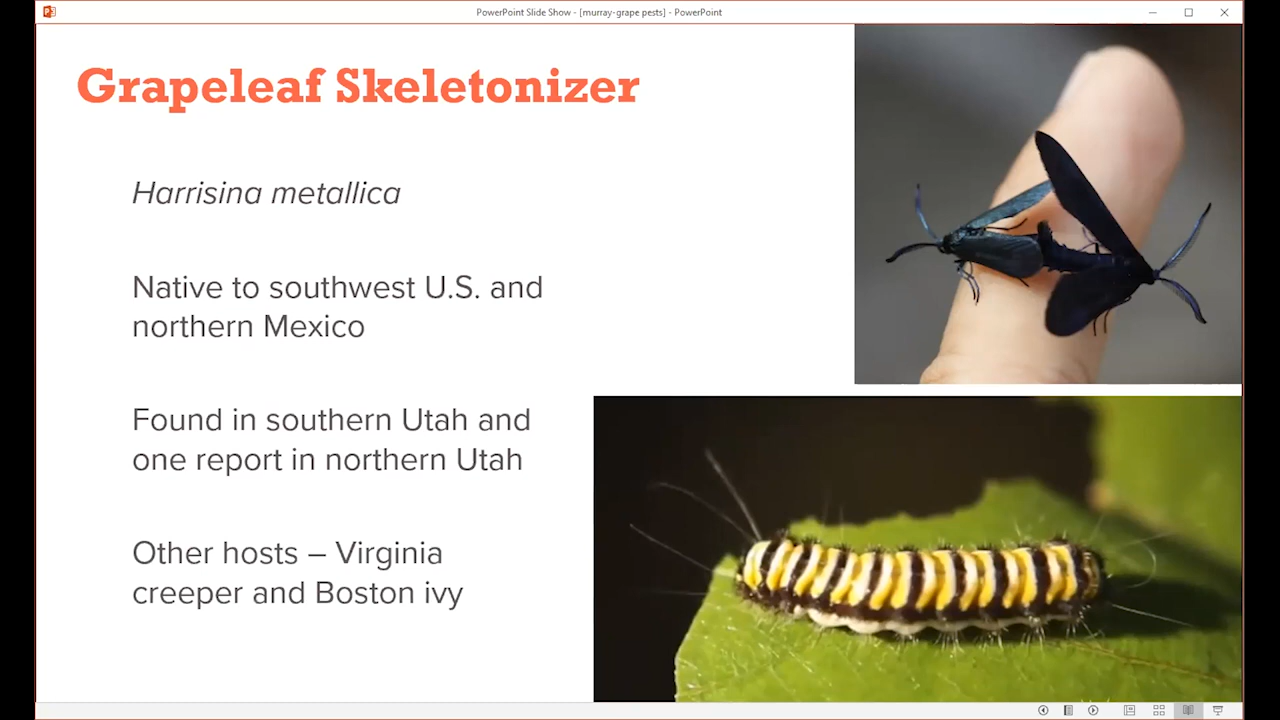 PowerPoint Slide Show - [murray-grape pests] - PowerPoint
Grapeleaf Skeletonizer
Harrisina metallica
Native to southwest U.S. and
northern Mexico
Found in southern Utah and
one report in northern Utah
Other hosts – Virginia
creeper and Boston ivy